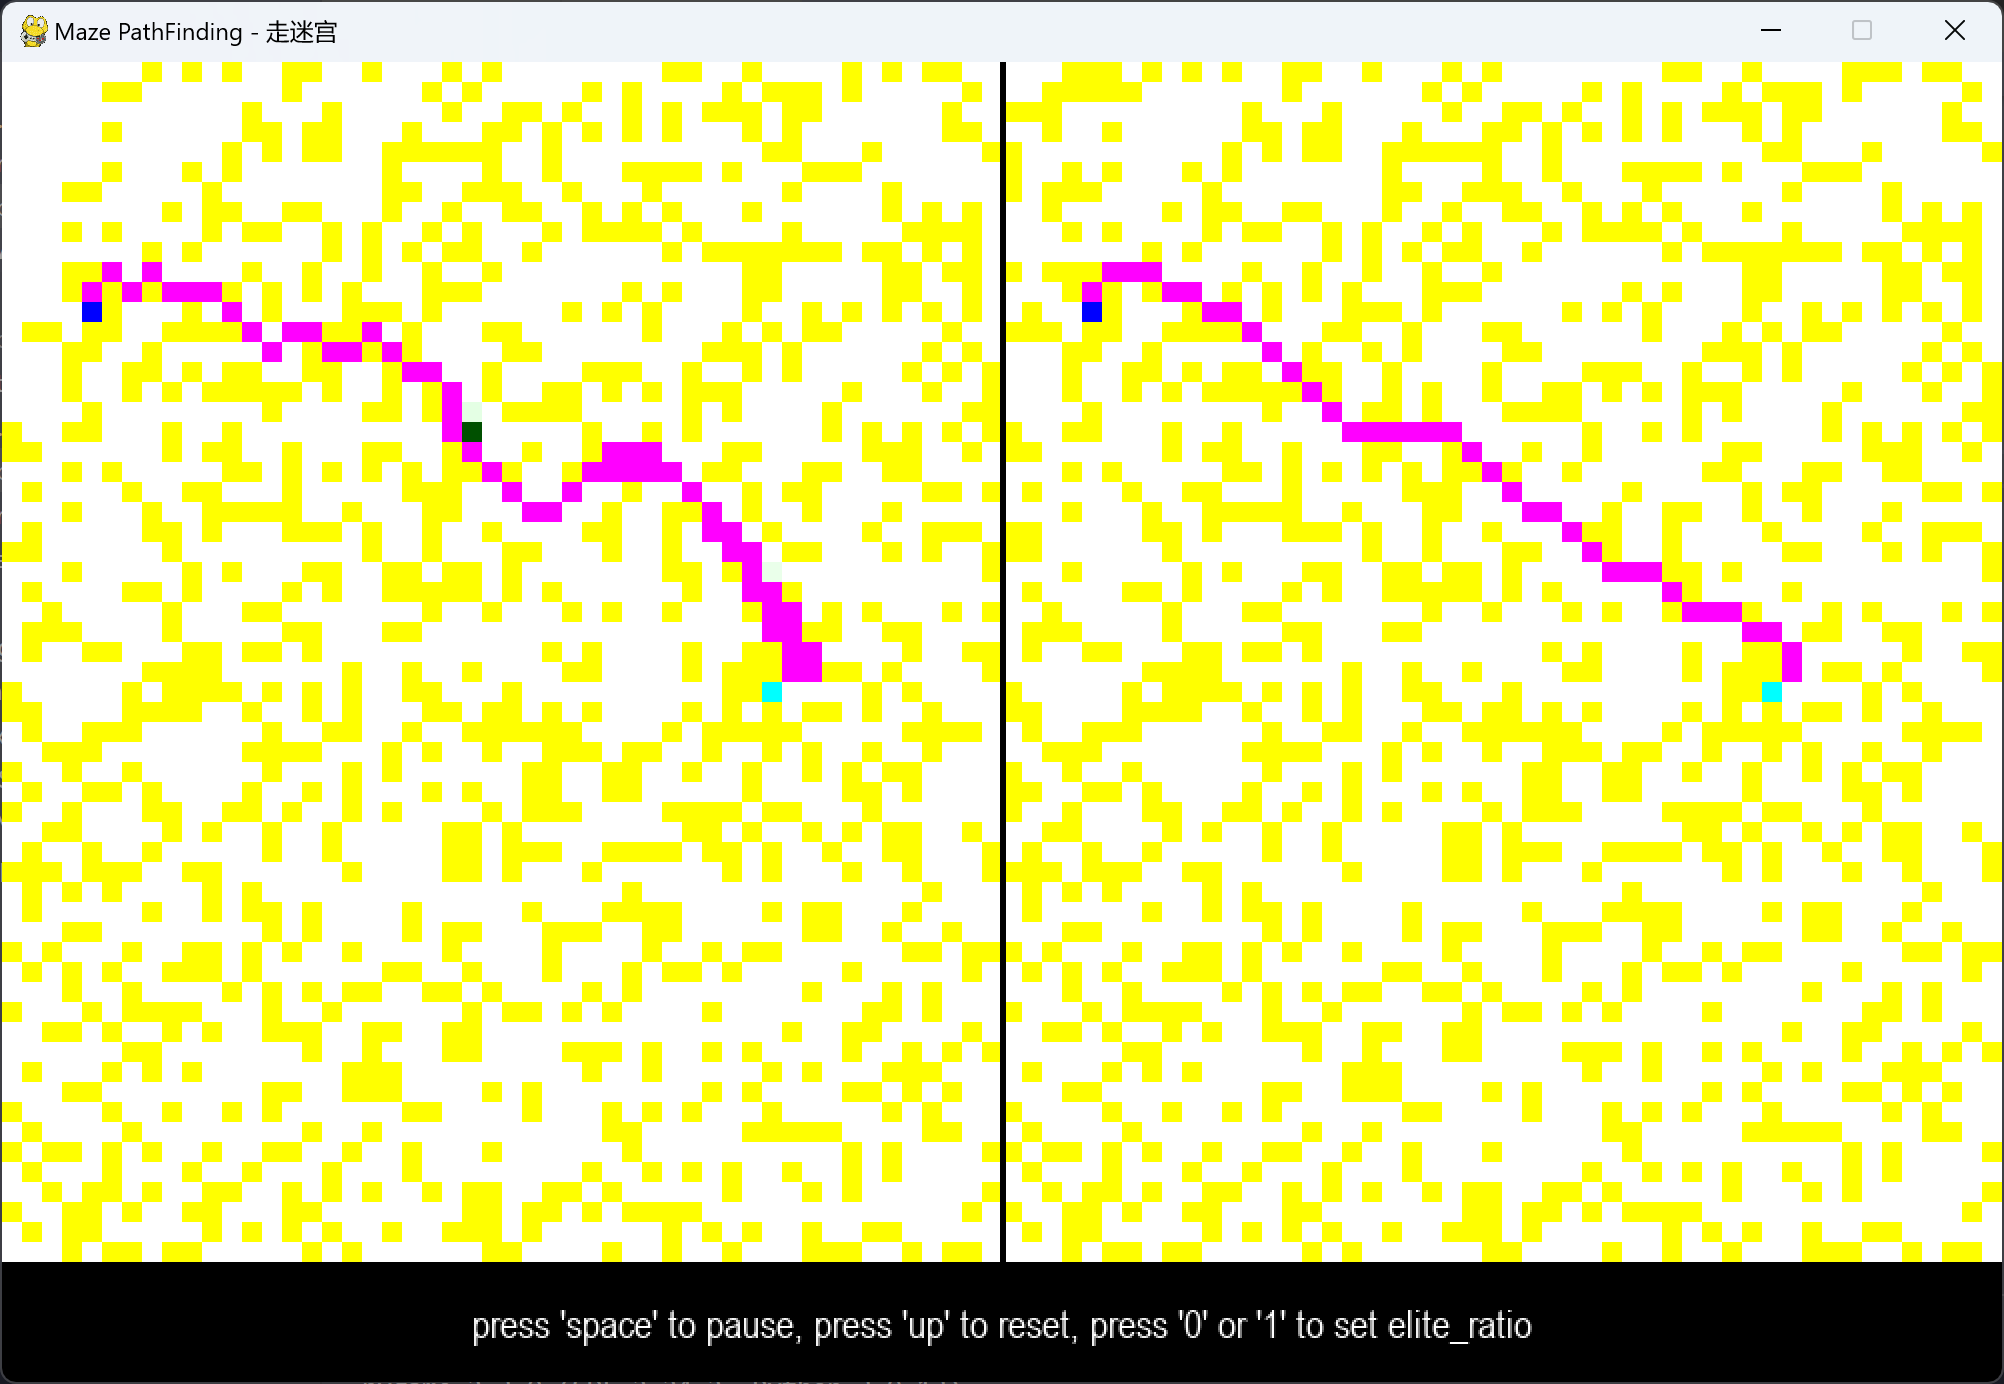 Maze PathFinding - 走迷宫
press 'space' to pause, press 'up' to reset, press '0' or '1' to set elite_ratio